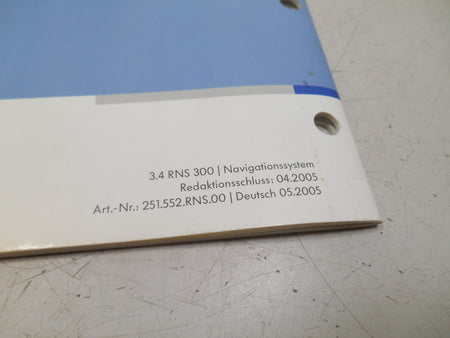 3.4 RNS 300 | Navigationssystem
Redaktionsschluss: 04.2005
Art.-Nr.: 251.552.RNS.00 | Deutsch 05.2005